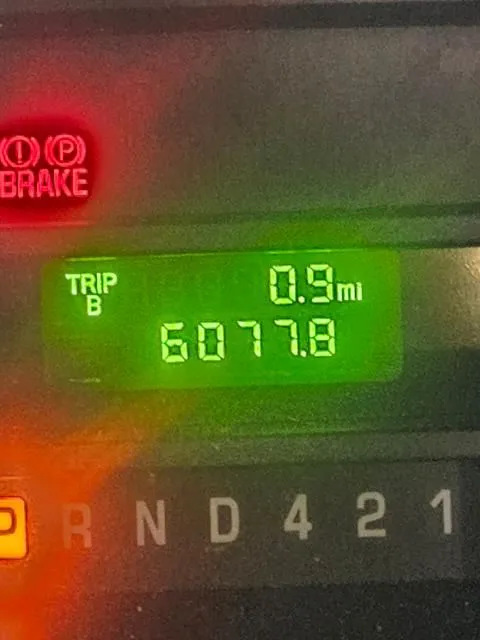 (!) (P)
BRAKE
TRIP 0.9mi
B
6077.8
P R N D 4 2 1